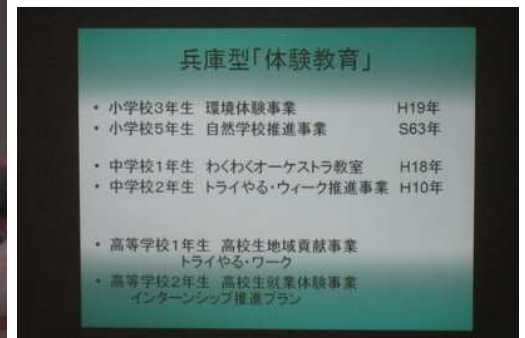 兵庫型「体験教育」
• 小学校3年生 環境体験事業 H19年
• 小学校5年生 自然学校推進事業 S63年
• 中学校1年生 わくわくオーケストラ教室 H18年
• 中学校2年生 トライやる・ウィーク推進事業 H10年
• 高等学校1年生 高校生地域貢献事業
トライやる・ワーク
• 高等学校2年生 高校生就業体験事業
インターンシップ推進プラン